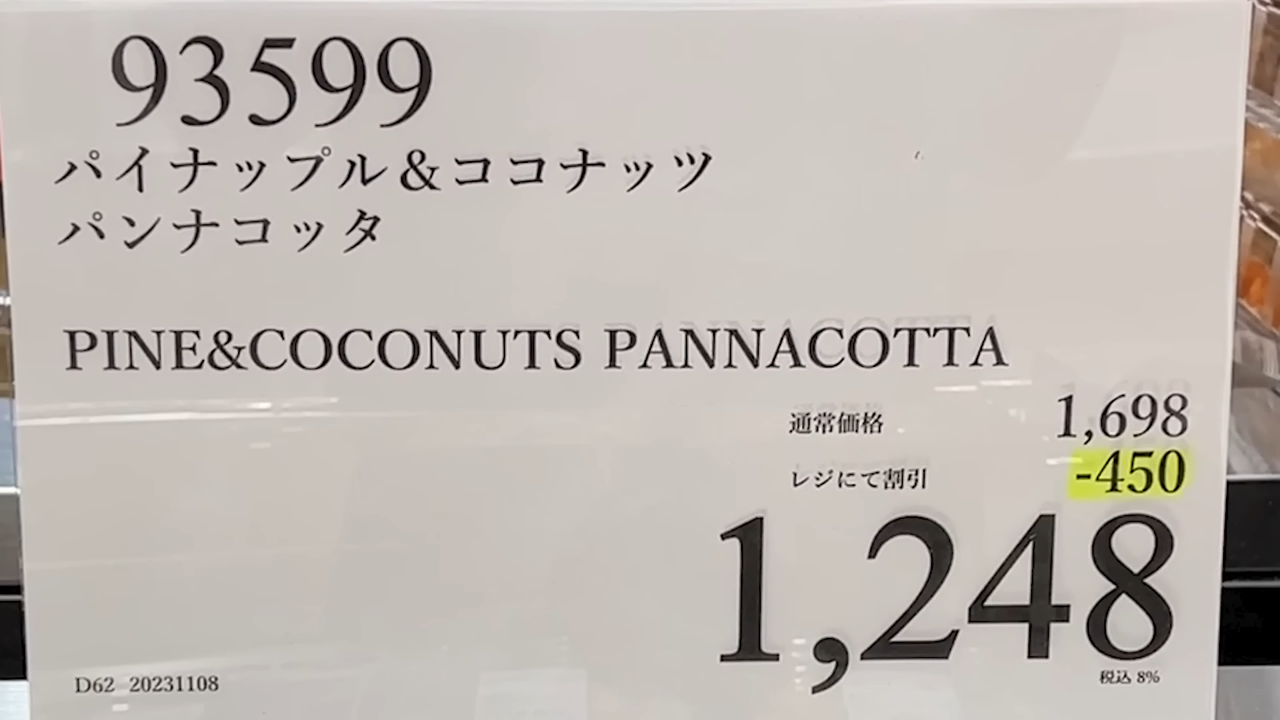 93599
パイナップル&ココナッツ
パンナコッタ
PINE&COCONUTS PANNACOTTA
通常価格 1,698
レジにて割引 -450
1,248
税込 8%
D62 20231108